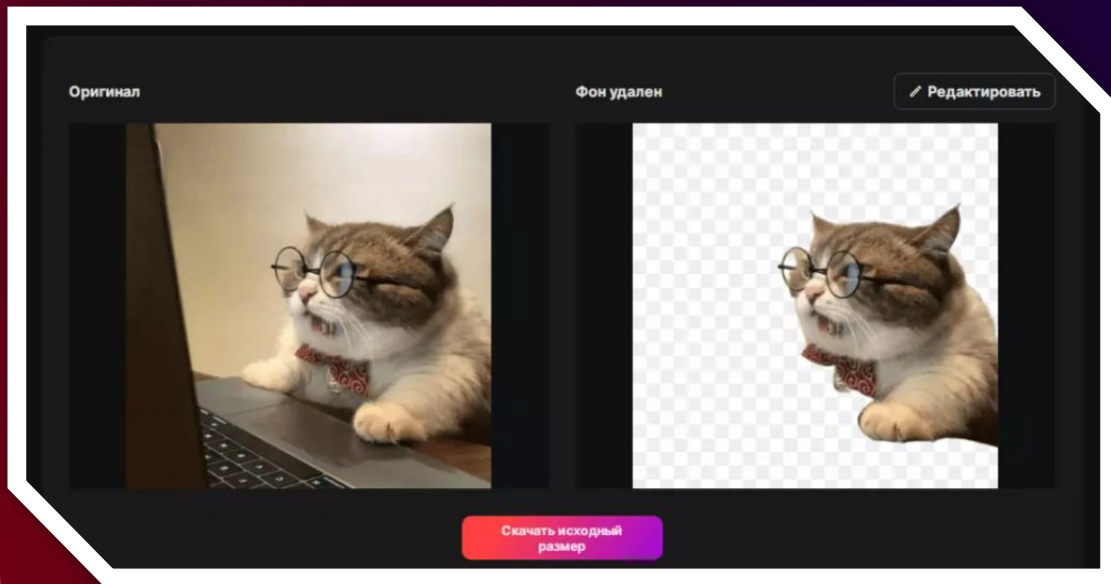 Оригинал
Фон удален
Редактировать
Скачать исходный
размер